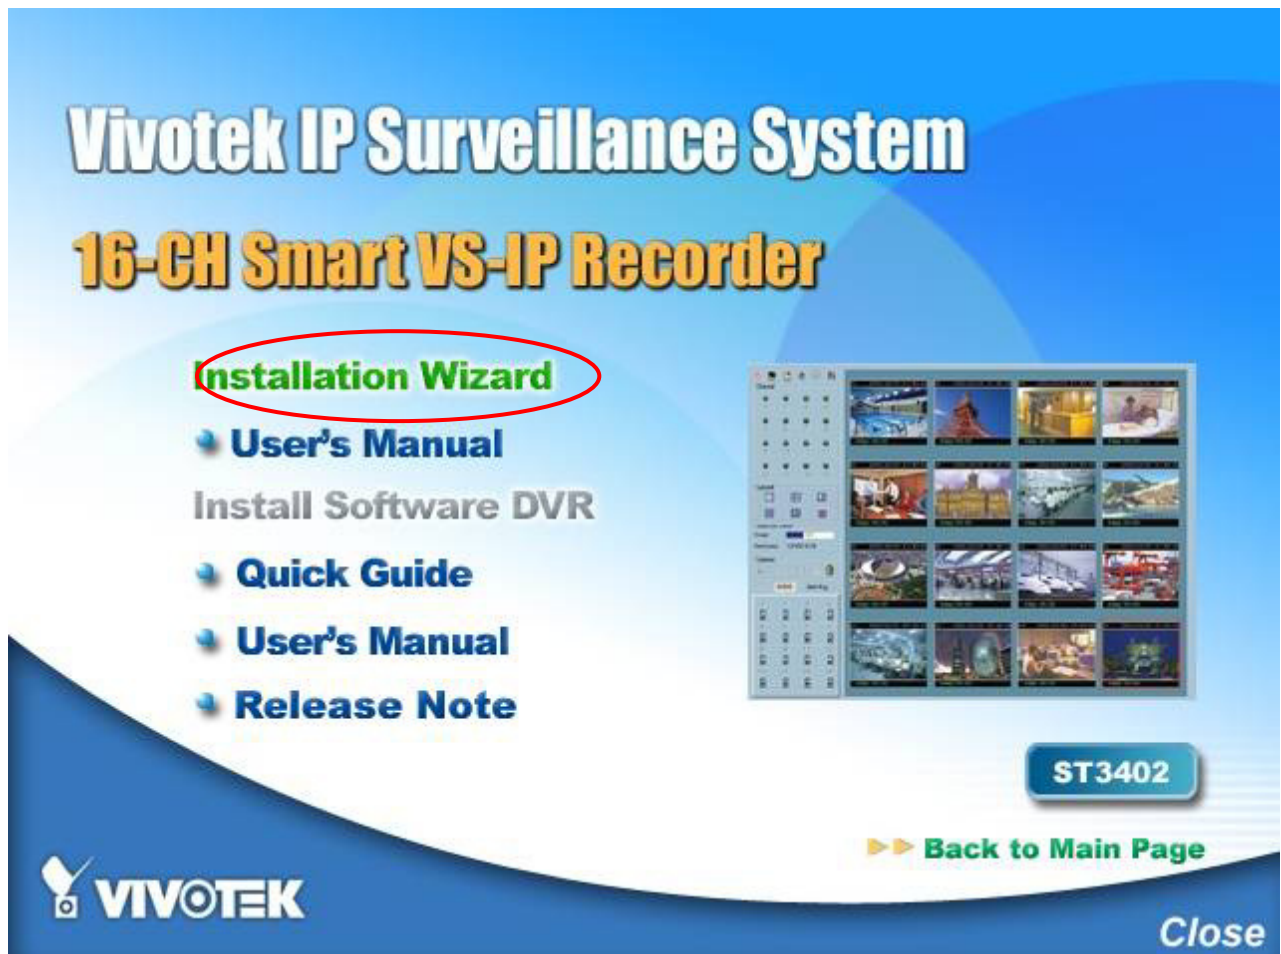 Vivotek IP Surveillance System
16-CH Smart VS-IP Recorder
Installation Wizard
User's Manual
Install Software DVR
Quick Guide
User's Manual
Release Note
ST3402
Back to Main Page
VIVOTEK
Close